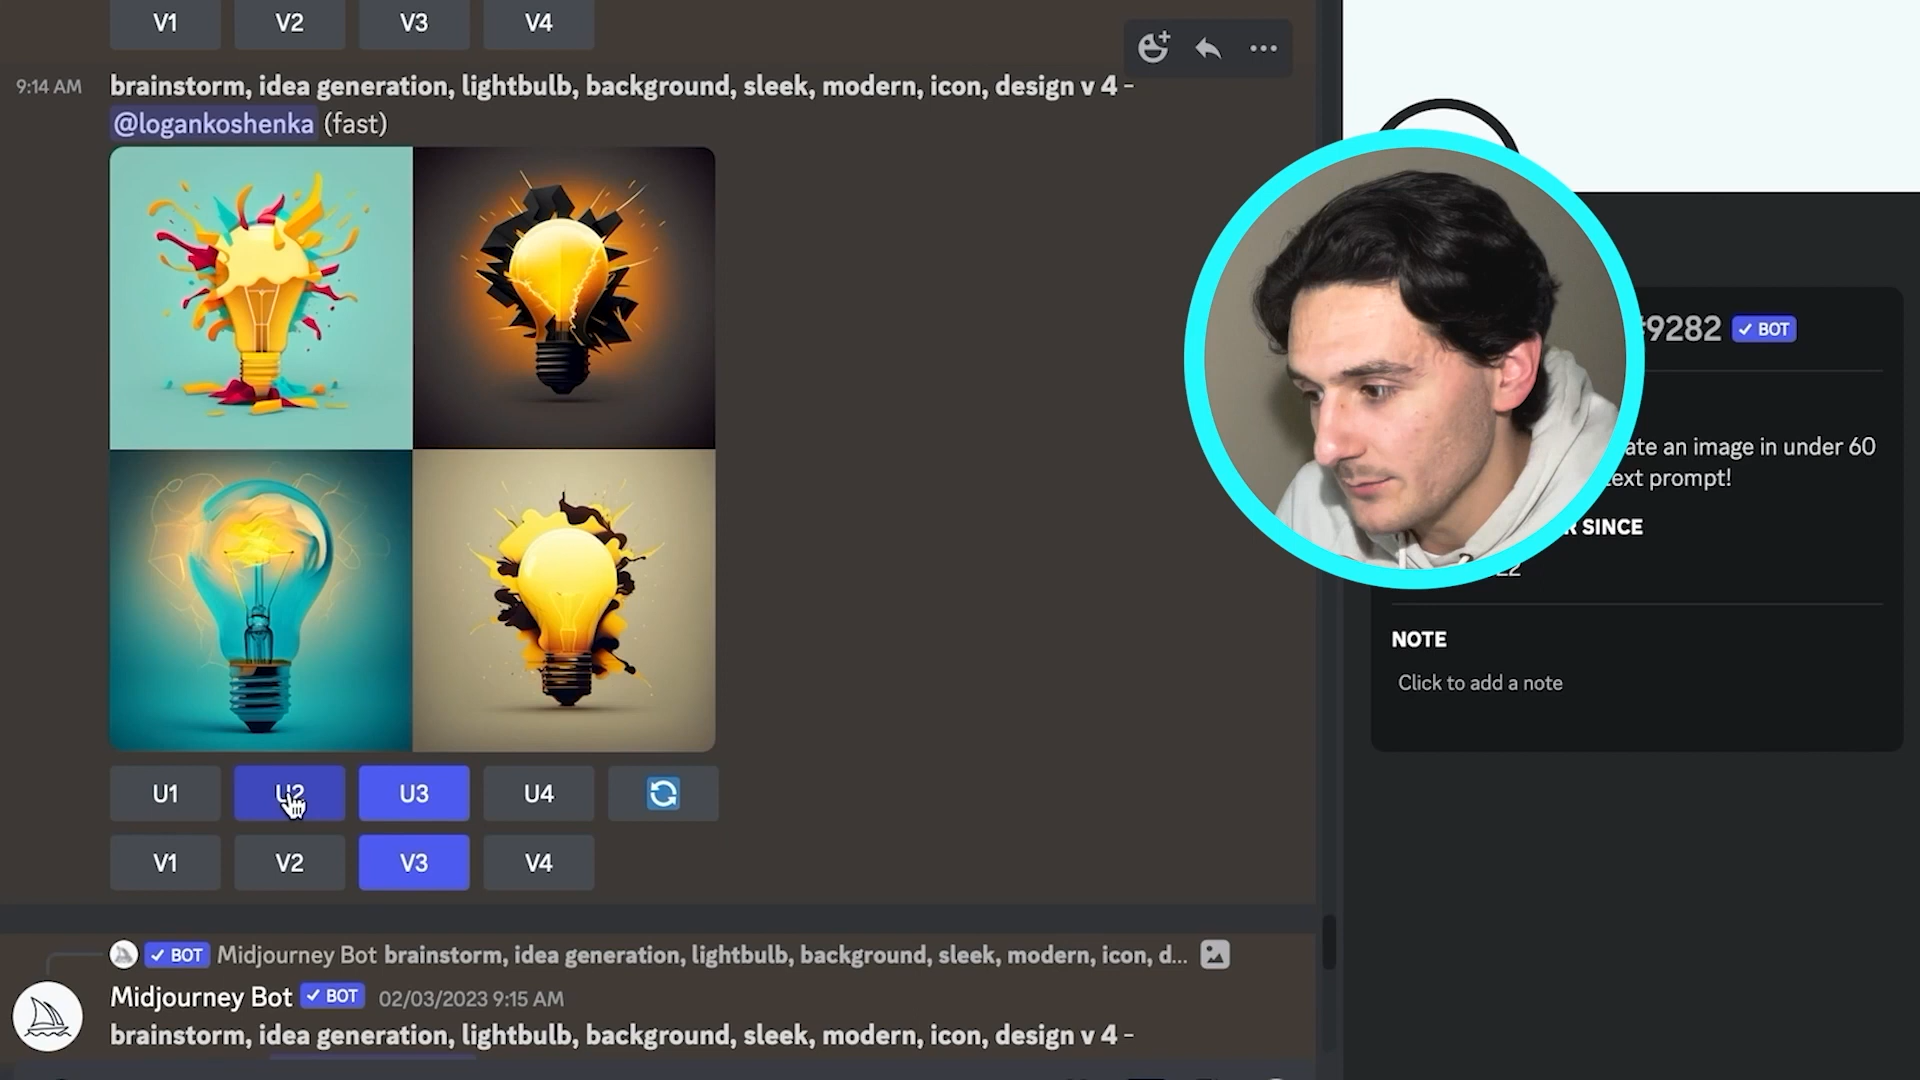 V1 V2 V3 V4
9:14 AM brainstorm, idea generation, lightbulb, background, sleek, modern, icon, design v 4 -
@logankoshenka (fast)
9282 ✓ BOT
ate an image in under 60
text prompt!
R SINCE
22
NOTE
Click to add a note
U1 U2 U3 U4
V1 V2 V3 V4
✓ BOT Midjourney Bot brainstorm, idea generation, lightbulb, background, sleek, modern, icon, d...
Midjourney Bot ✓ BOT 02/03/2023 9:15 AM
brainstorm, idea generation, lightbulb, background, sleek, modern, icon, design v 4 -